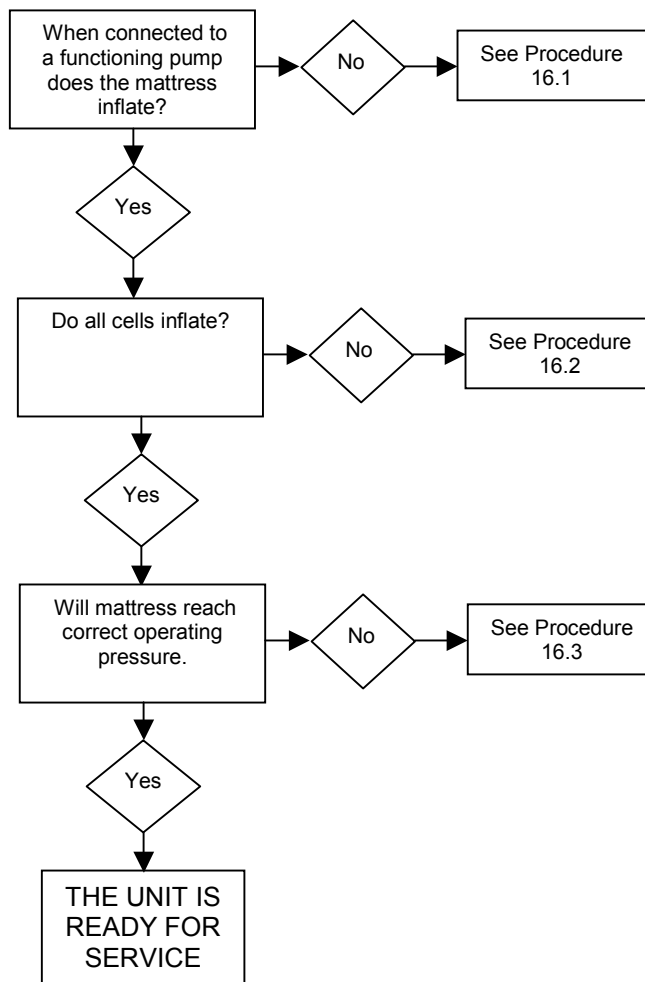 When connected to
a functioning pump
does the mattress
inflate?
No
See Procedure
16.1
Yes
Do all cells inflate?
No
See Procedure
16.2
Yes
Will mattress reach
correct operating
pressure.
No
See Procedure
16.3
Yes
THE UNIT IS
READY FOR
SERVICE